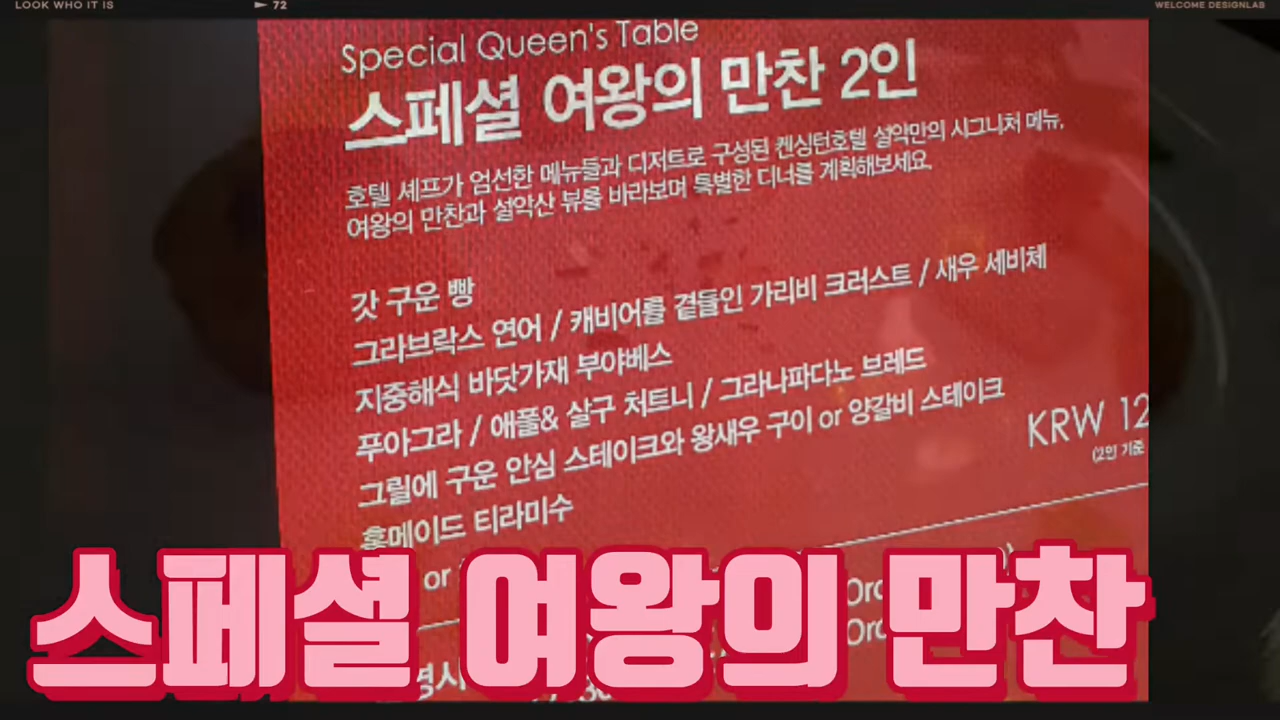 LOOK WHO IT IS
72
WELCOME DESIGNLAB
Special Queen's Table
스페셜 여왕의 만찬 2인
호텔 셰프가 엄선한 메뉴들과 디저트로 구성된 켄싱턴호텔 설악만의 시그니처 메뉴,
여왕의 만찬과 설악산 뷰를 바라보며 특별한 디너를 계획해보세요.
갓 구운 빵
그라브락스 연어 / 캐비어를 곁들인 가리비 크러스트 / 새우 세비체
지중해식 바닷가재 부야베스
푸아그라 / 애플& 살구 처트니 / 그라나파다노 브레드
그릴에 구운 안심 스테이크와 왕새우 구이 or 양갈비 스테이크
KRW 12
(2인 기준
홈메이드 티라미수
or
스페셜 여왕의 만찬